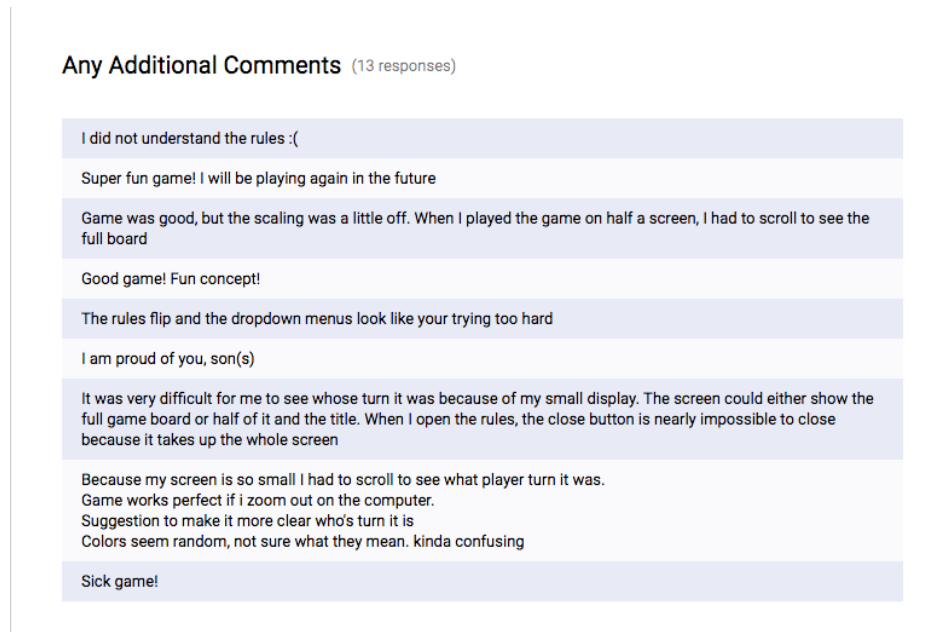 Any Additional Comments (13 responses)
I did not understand the rules :(
Super fun game! I will be playing again in the future
Game was good, but the scaling was a little off. When I played the game on half a screen, I had to scroll to see the
full board
Good game! Fun concept!
The rules flip and the dropdown menus look like your trying too hard
I am proud of you, son(s)
It was very difficult for me to see whose turn it was because of my small display. The screen could either show the
full game board or half of it and the title. When I open the rules, the close button is nearly impossible to close
because it takes up the whole screen
Because my screen is so small I had to scroll to see what player turn it was.
Game works perfect if i zoom out on the computer.
Suggestion to make it more clear who's turn it is
Colors seem random, not sure what they mean. kinda confusing
Sick game!